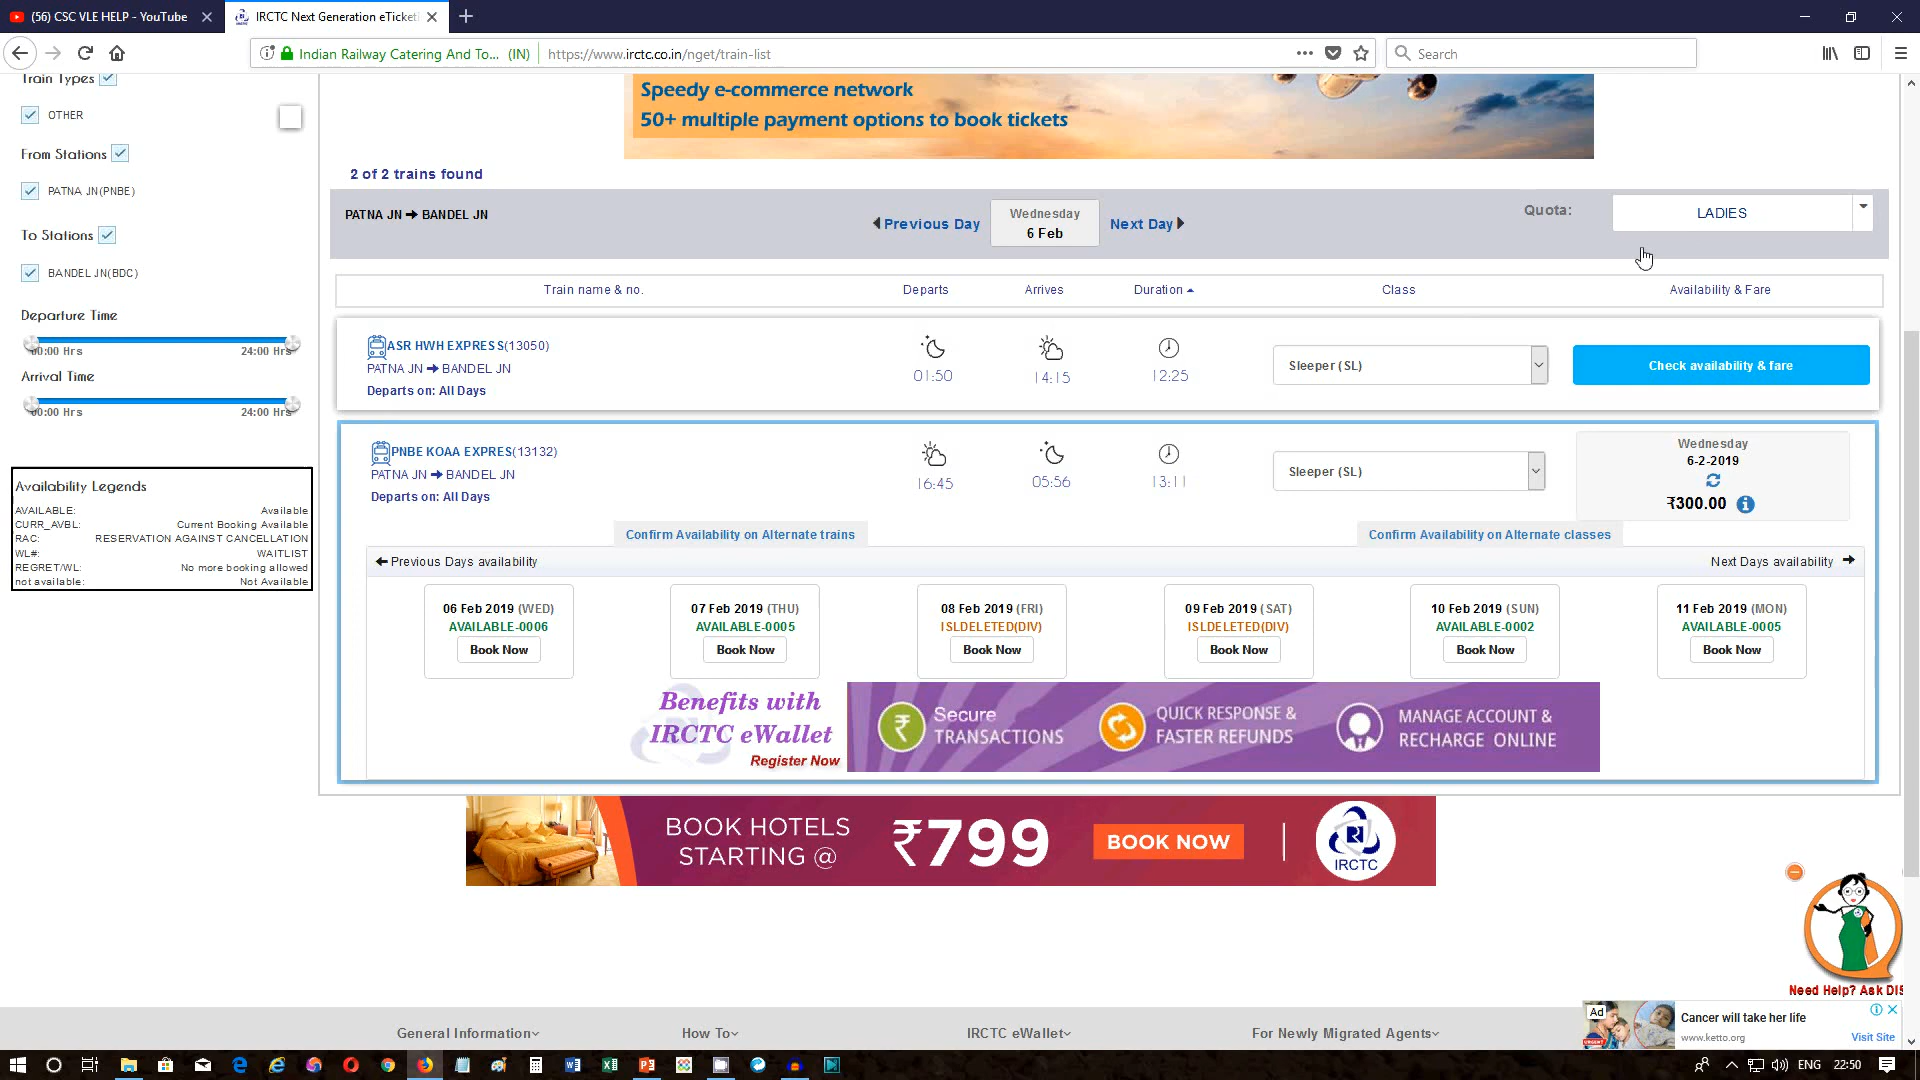 (56) CSC VLE HELP - YouTube
IRCTC Next Generation eTicketi
Indian Railway Catering And To... (IN)
https://www.irctc.co.in/nget/train-list
Search
Train Types
OTHER
From Stations
PATNA JN(PNBE)
To Stations
BANDEL JN(BDC)
Departure Time
00:00 Hrs 24:00 Hrs
Arrival Time
00:00 Hrs 24:00 Hrs
Availability Legends
AVAILABLE: Available
CURR_AVBL: Current Booking Available
RAC: RESERVATION AGAINST CANCELLATION
WL#: WAITLIST
REGRET/WL: No more booking allowed
not available: Not Available
Speedy e-commerce network
50+ multiple payment options to book tickets
2 of 2 trains found
PATNA JN → BANDEL JN
Previous Day
Wednesday
6 Feb
Next Day
Quota:
LADIES
Train name & no. Departs Arrives Duration Class Availability & Fare
ASR HWH EXPRESS(13050)
PATNA JN → BANDEL JN
Departs on: All Days
01:50 14:15 12:25
Sleeper (SL)
Check availability & fare
PNBE KOAA EXPRES(13132)
PATNA JN → BANDEL JN
Departs on: All Days
16:45 05:56 13:11
Sleeper (SL)
Wednesday
6-2-2019
₹300.00
Confirm Availability on Alternate trains
Confirm Availability on Alternate classes
Previous Days availability
Next Days availability
06 Feb 2019 (WED)
AVAILABLE-0006
Book Now
07 Feb 2019 (THU)
AVAILABLE-0005
Book Now
08 Feb 2019 (FRI)
ISLDELETED(DIV)
Book Now
09 Feb 2019 (SAT)
ISLDELETED(DIV)
Book Now
10 Feb 2019 (SUN)
AVAILABLE-0002
Book Now
11 Feb 2019 (MON)
AVAILABLE-0005
Book Now
Benefits with
IRCTC eWallet
Register Now
Secure
TRANSACTIONS
QUICK RESPONSE &
FASTER REFUNDS
MANAGE ACCOUNT &
RECHARGE ONLINE
BOOK HOTELS
STARTING @
₹799
BOOK NOW
IRCTC
Need Help? Ask DIS
General Information
How To
IRCTC eWallet
For Newly Migrated Agents
Ad
URGENT
Cancer will take her life
www.ketto.org
Visit Site
ENG
22:50